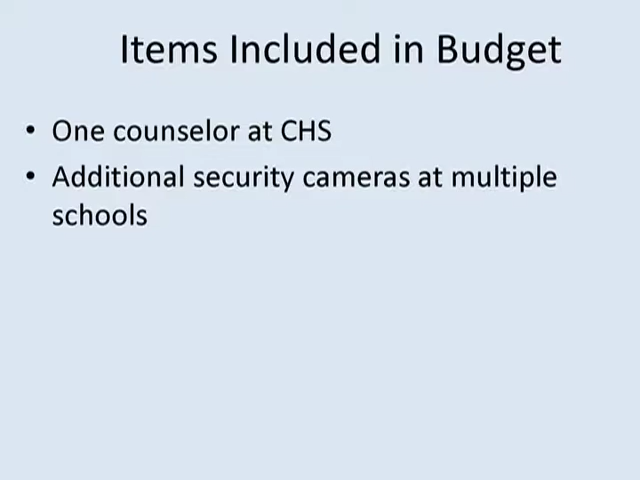 Items Included in Budget
• One counselor at CHS
• Additional security cameras at multiple
schools